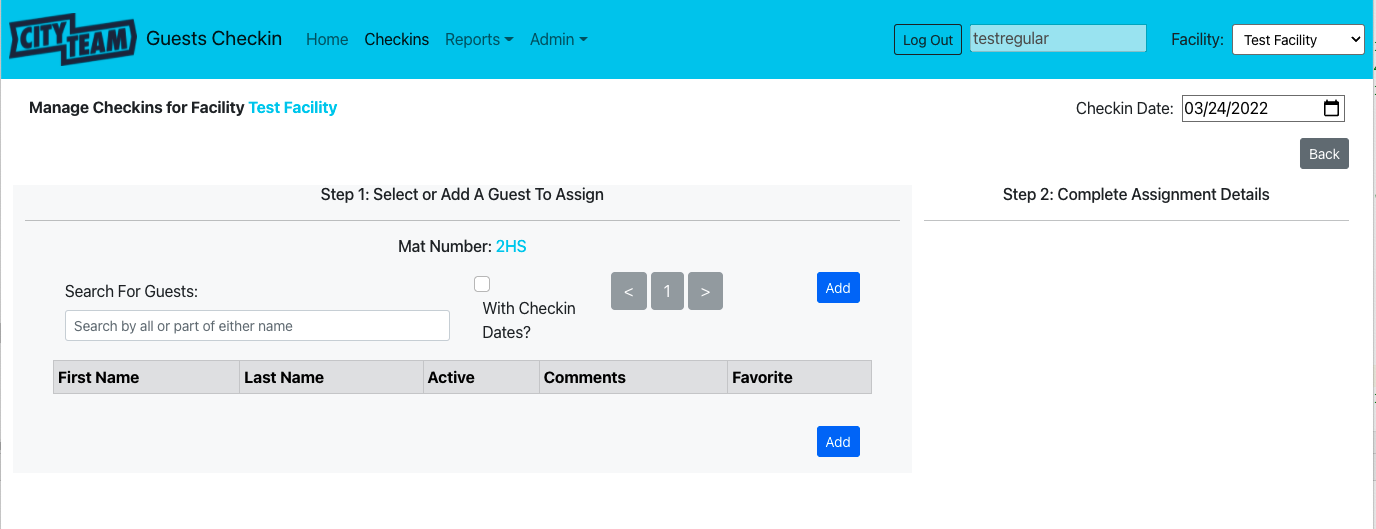 CITY TEAM Guests Checkin Home Checkins Reports Admin Log Out testregular Facility: Test Facility
Manage Checkins for Facility Test Facility Checkin Date: 03/24/2022
Back
Step 1: Select or Add A Guest To Assign
Step 2: Complete Assignment Details
Mat Number: 2HS
Search For Guests:
Search by all or part of either name
With Checkin
Dates?
< 1 >
Add
First Name Last Name Active Comments Favorite
Add